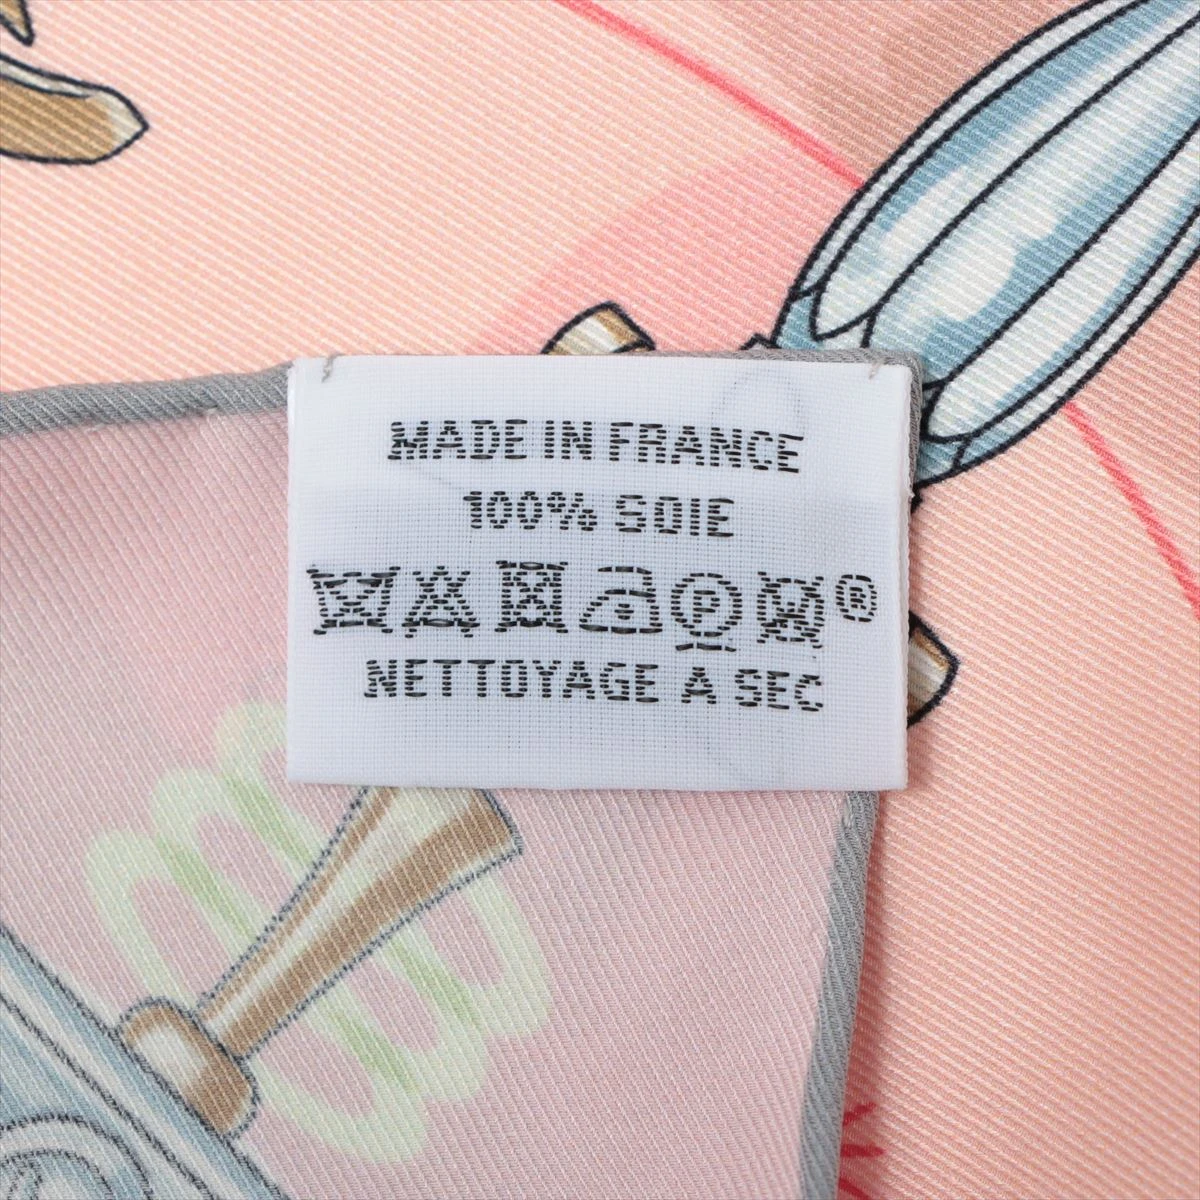 MADE IN FRANCE
100% SOIE
P ®
NETTOYAGE A SEC